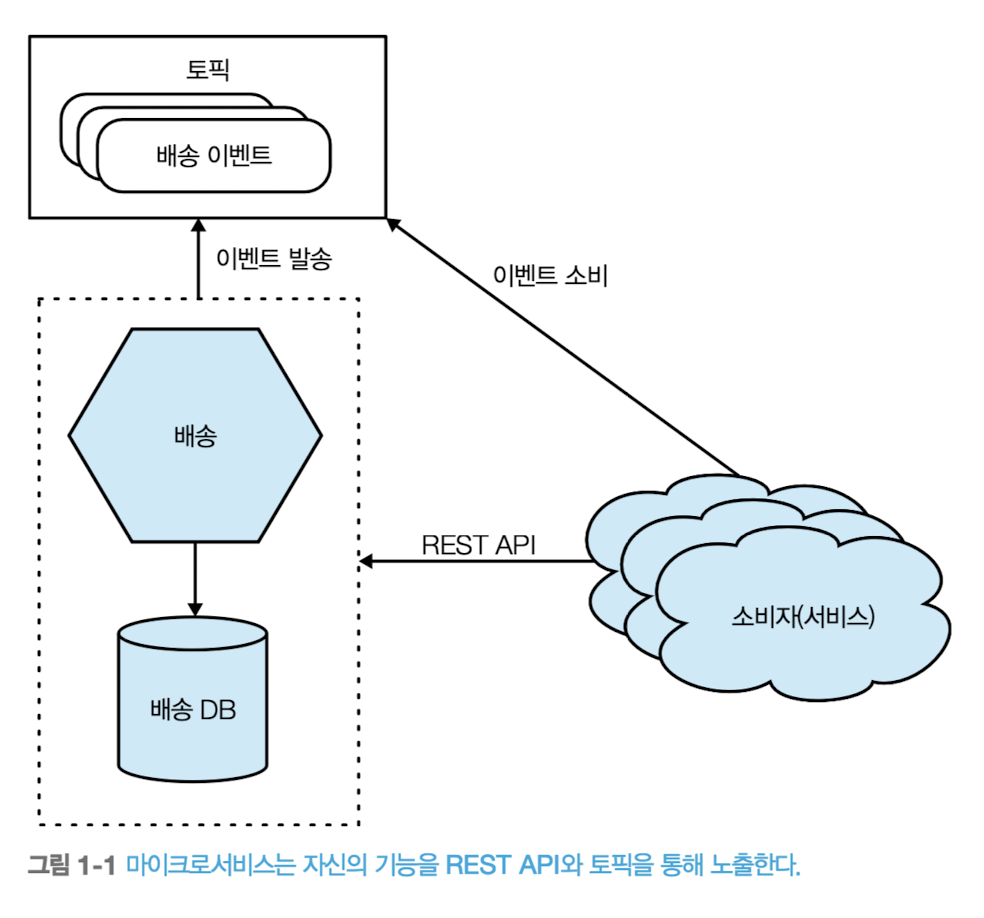 토픽
배송 이벤트
이벤트 발송
이벤트 소비
배송
REST API
소비자(서비스)
배송 DB
그림 1-1 마이크로서비스는 자신의 기능을 REST API와 토픽을 통해 노출한다.